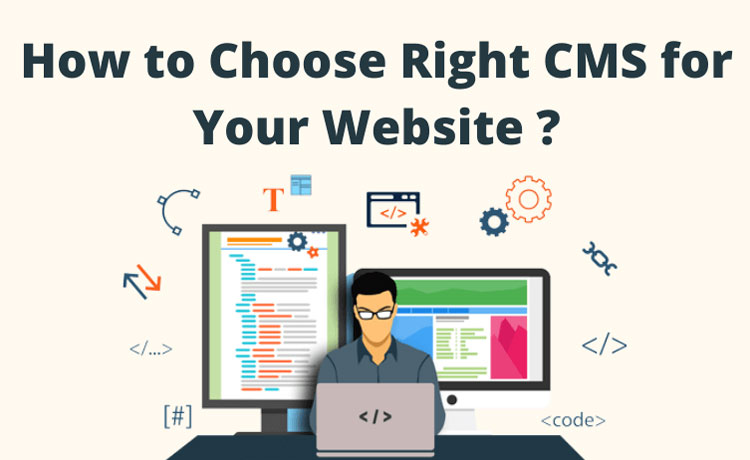 How to Choose Right CMS for
Your Website ?
T
</>
</...>
</>
[#]
</>
<code>